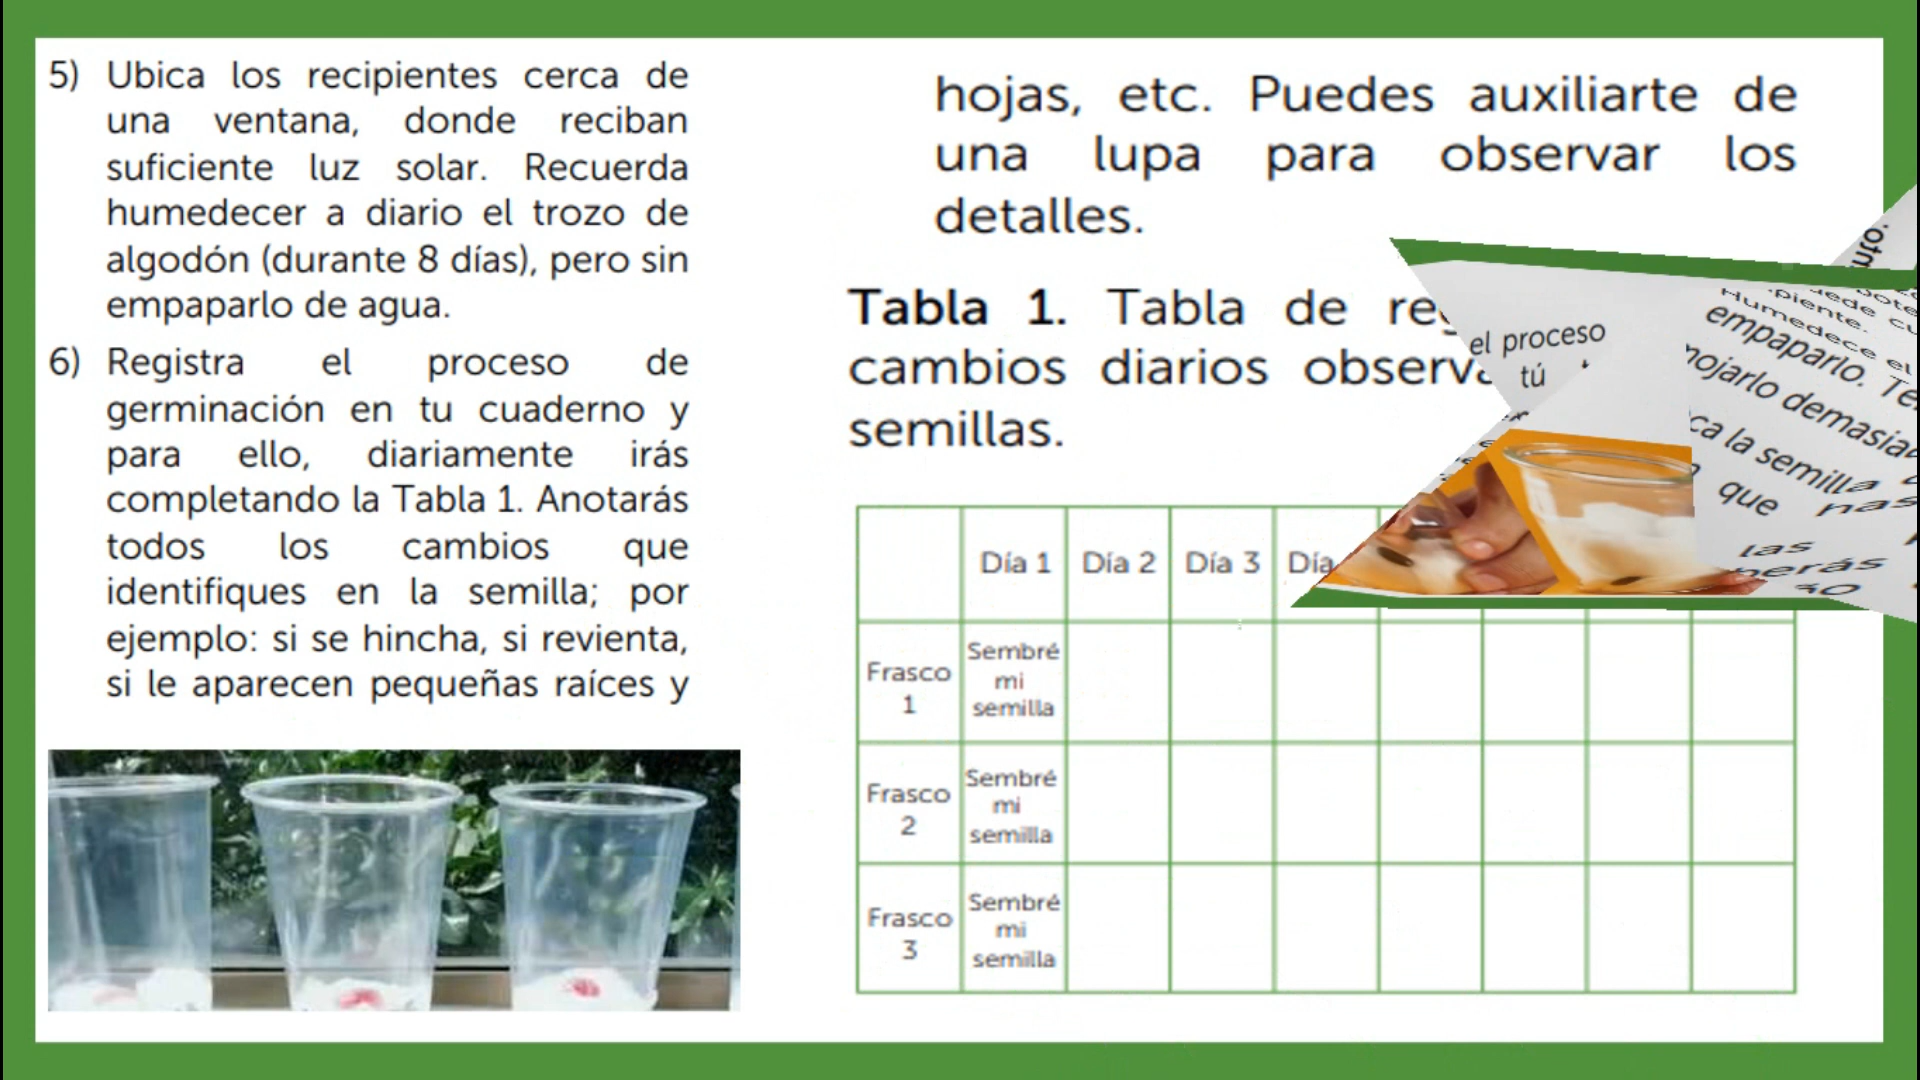 5) Ubica los recipientes cerca de
una ventana, donde reciban
suficiente luz solar. Recuerda
humedecer a diario el trozo de
algodón (durante 8 días), pero sin
empaparlo de agua.
6) Registra el proceso de
germinación en tu cuaderno y
para ello, diariamente irás
completando la Tabla 1. Anotarás
todos los cambios que
identifiques en la semilla; por
ejemplo: si se hincha, si revienta,
si le aparecen pequeñas raíces y
hojas, etc. Puedes auxiliarte de
una lupa para observar los
detalles.
Tabla 1. Tabla de
cambios diarios
semillas.
Día 1 Día 2 Día 3 Día
Frasco 1 Sembré mi semilla
Frasco 2 Sembré mi semilla
Frasco 3 Sembré mi semilla
el proceso
tú
Humedece el
empaparlo.
ca la semilla
que